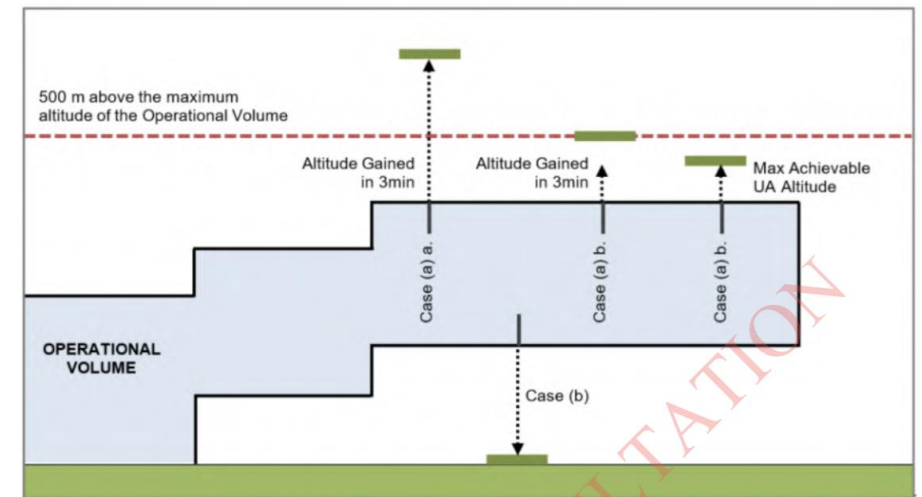 500 m above the maximum
altitude of the Operational Volume
Altitude Gained
in 3min
Altitude Gained
in 3min
Max Achievable
UA Altitude
Case (a) a.
Case (a) b.
Case (a) b.
OPERATIONAL
VOLUME
Case (b)
ULTATION